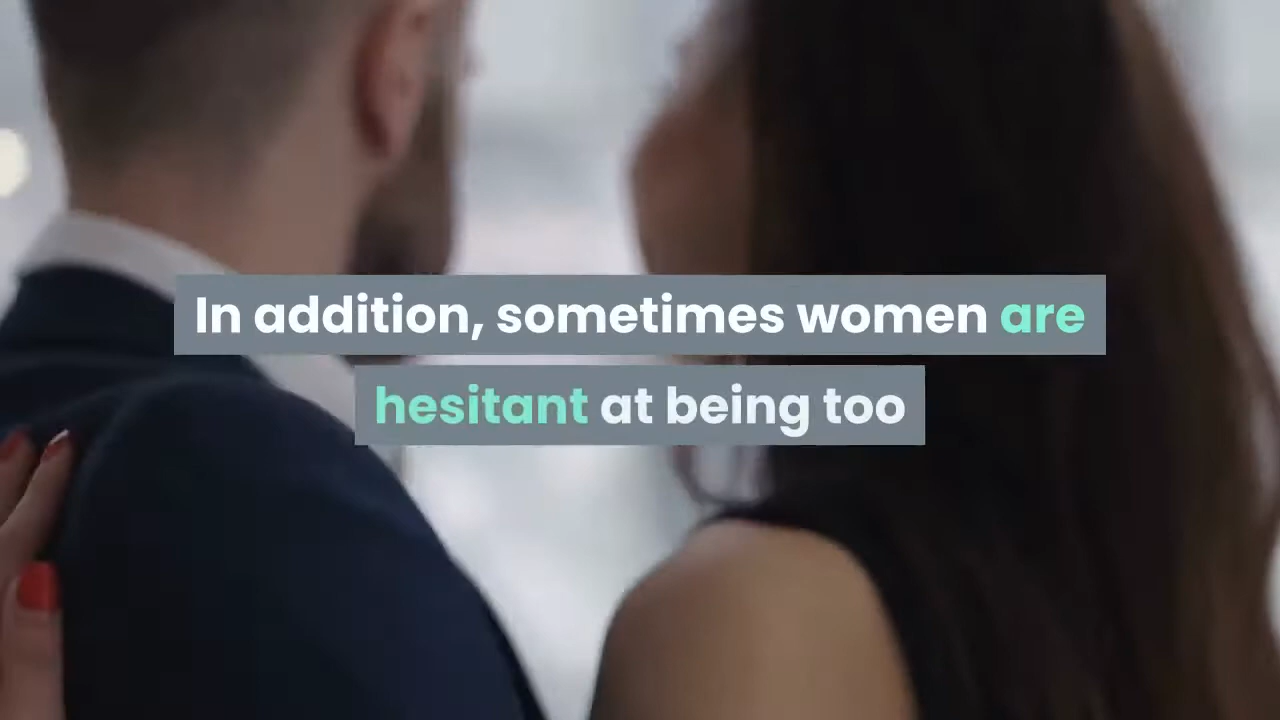 In addition, sometimes women are
hesitant at being too